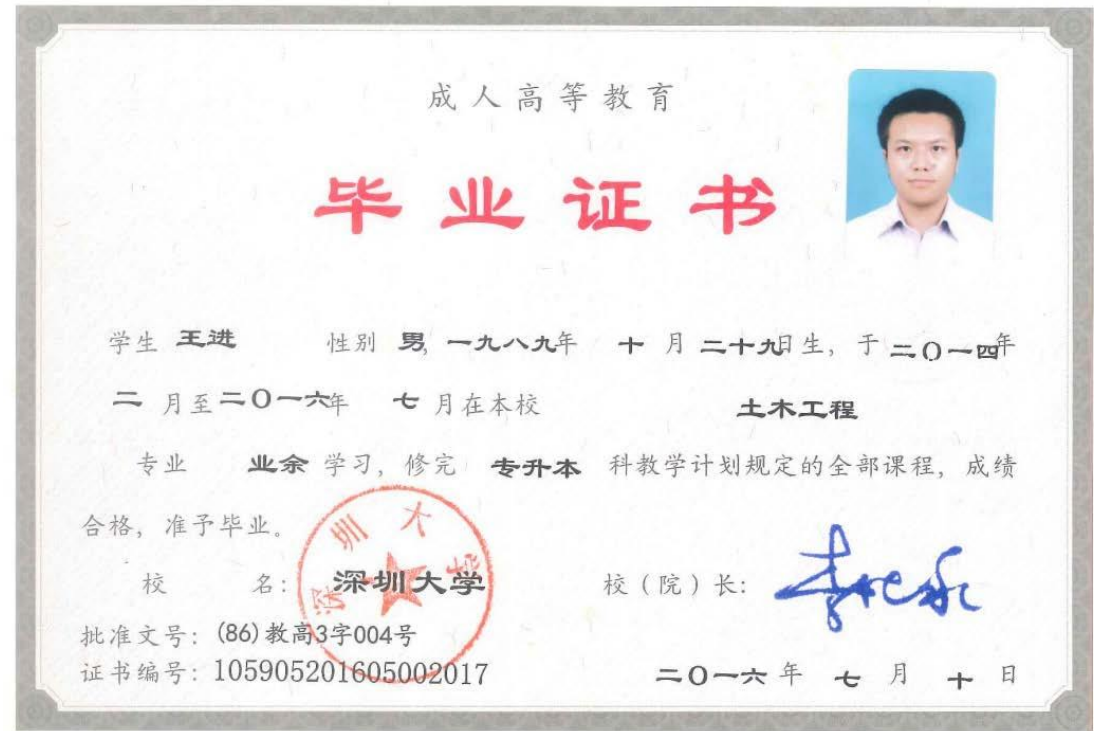 成人高等教育
毕业证书
学生 王进 性别 男, 一九八九年 十 月 二十九日生, 于 二〇一四年
二 月至 二〇一六年 七 月在本校 土木工程
专业 业余 学习, 修完 专升本 科教学计划规定的全部课程, 成绩
合格, 准予毕业。
深圳大学
校 名: 深圳大学 校(院)长:
批准文号: (86)教高3字004号
证书编号: 105905201605002017 二〇一六 年 七 月 十 日